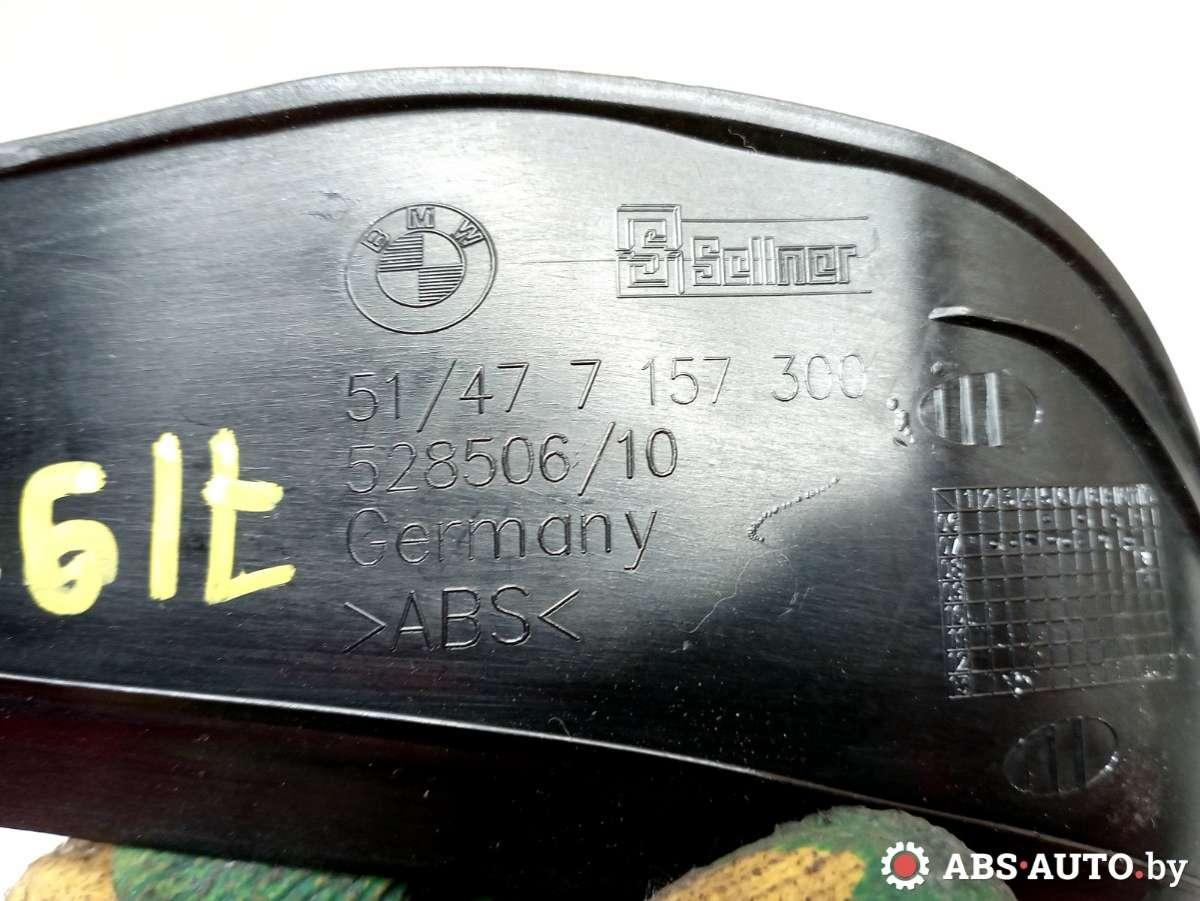 BMW
S Sellner
51/47 7 157 300
528506/10
Germany
>ABS<
ABS·AUTO.by